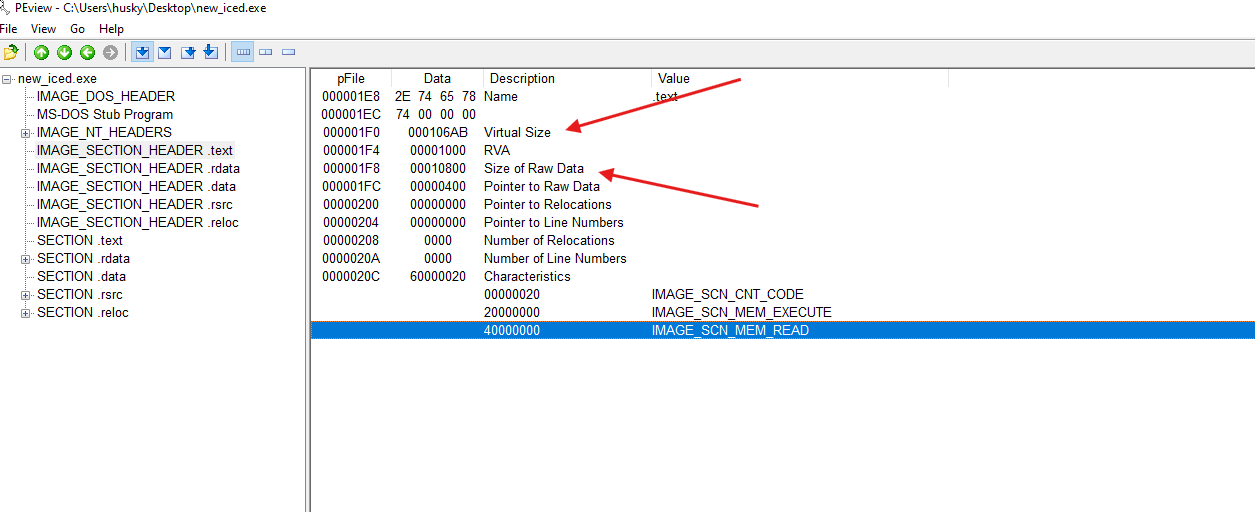 PEview - C:\Users\husky\Desktop\new_iced.exe
File View Go Help
new_iced.exe
IMAGE_DOS_HEADER
MS-DOS Stub Program
IMAGE_NT_HEADERS
IMAGE_SECTION_HEADER .text
IMAGE_SECTION_HEADER .rdata
IMAGE_SECTION_HEADER .data
IMAGE_SECTION_HEADER .rsrc
IMAGE_SECTION_HEADER .reloc
SECTION .text
SECTION .rdata
SECTION .data
SECTION .rsrc
SECTION .reloc
pFile Data Description Value
000001E8 2E 74 65 78 Name .text
000001EC 74 00 00 00
000001F0 000106AB Virtual Size
000001F4 00001000 RVA
000001F8 00010800 Size of Raw Data
000001FC 00000400 Pointer to Raw Data
00000200 00000000 Pointer to Relocations
00000204 00000000 Pointer to Line Numbers
00000208 0000 Number of Relocations
0000020A 0000 Number of Line Numbers
0000020C 60000020 Characteristics
00000020 IMAGE_SCN_CNT_CODE
20000000 IMAGE_SCN_MEM_EXECUTE
40000000 IMAGE_SCN_MEM_READ